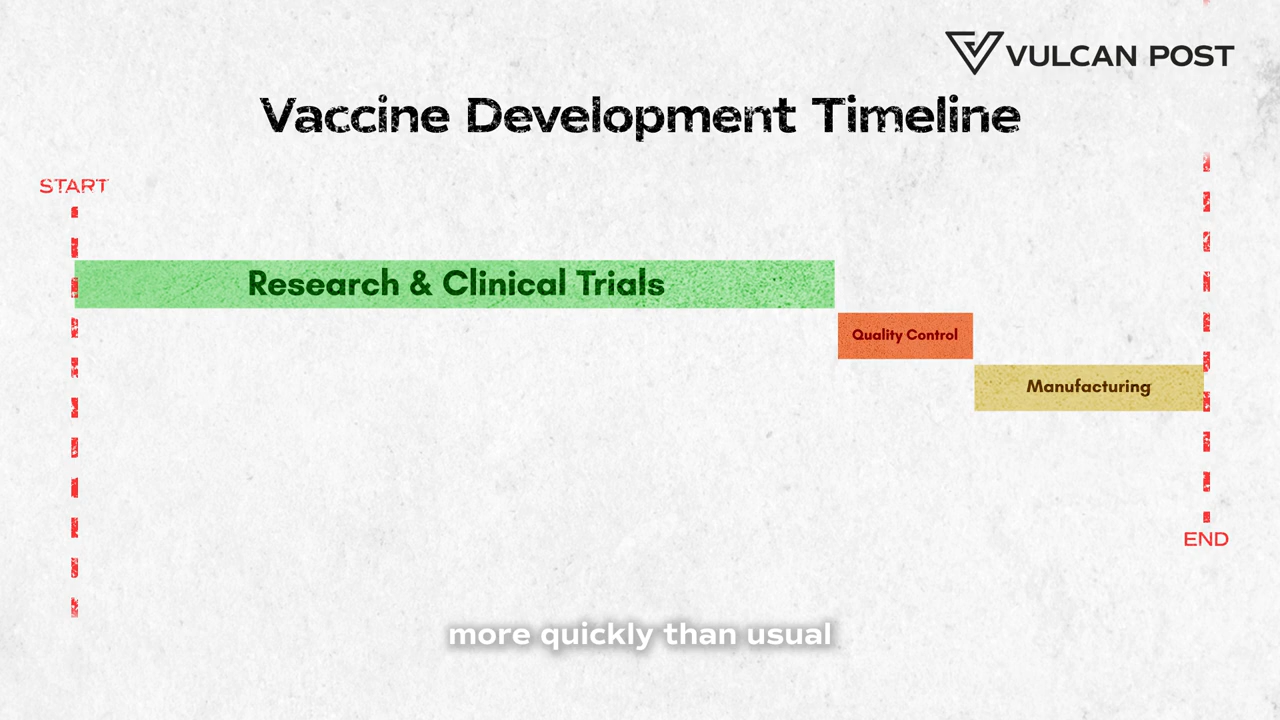 VULCAN POST
Vaccine Development Timeline
START
Research & Clinical Trials
Quality Control
Manufacturing
END
more quickly than usual